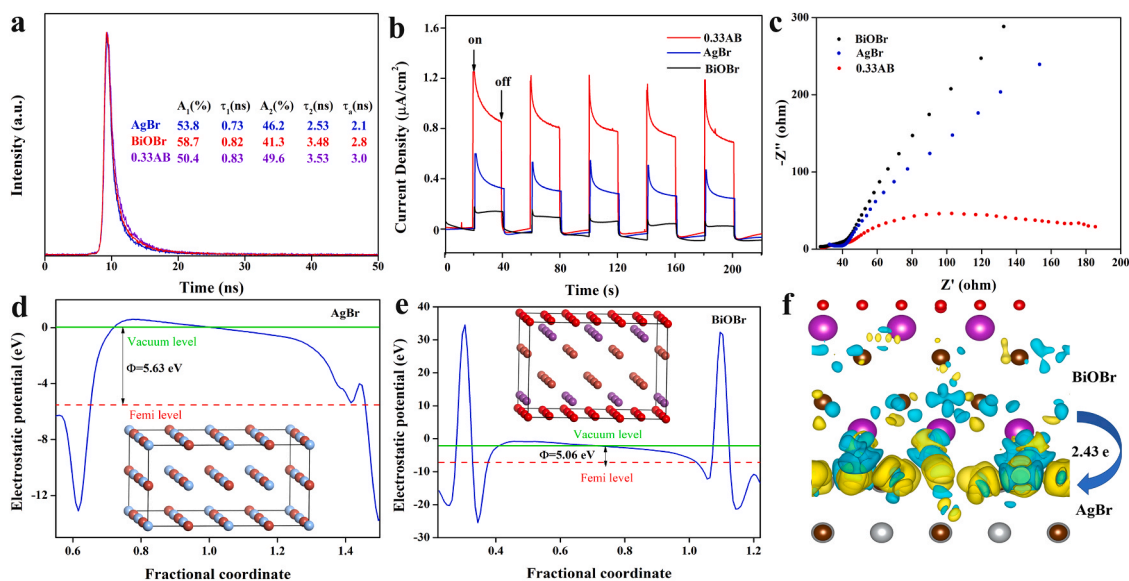 a
Intensity (a.u.)
A₁(%) τ₁(ns) A₂(%) τ₂(ns) τₐ(ns)
AgBr 53.8 0.73 46.2 2.53 2.1
BiOBr 58.7 0.82 41.3 3.48 2.8
0.33AB 50.4 0.83 49.6 3.53 3.0
0 10 20 30 40 50
Time (ns)
b
Current Density (μA/cm²)
1.6
1.2
0.8
0.4
0
on
off
0.33AB
AgBr
BiOBr
0 40 80 120 160 200
Time (s)
c
-Z'' (ohm)
300
200
100
0
BiOBr
AgBr
0.33AB
20 40 60 80 100 120 140 160 180 200
Z' (ohm)
d
Electrostatic potential (eV)
0
-4
-8
-12
AgBr
Vacuum level
Φ=5.63 eV
Femi level
0.6 0.8 1.0 1.2 1.4
Fractional coordinate
e
Electrostatic potential (eV)
40
30
20
10
0
-10
-20
-30
BiOBr
Vacuum level
Φ=5.06 eV
Femi level
0.2 0.4 0.6 0.8 1.0 1.2
Fractional coordinate
f
BiOBr
2.43 e
AgBr